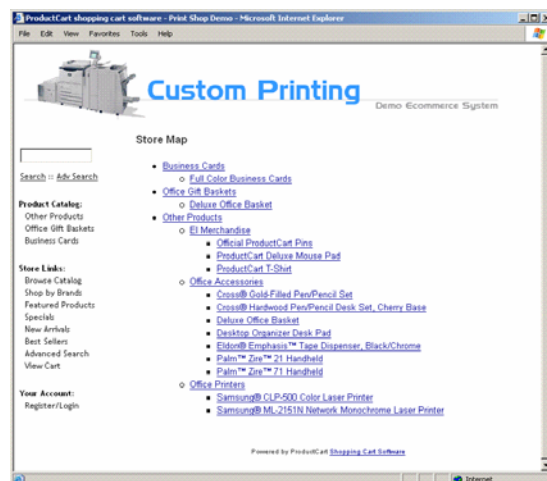 ProductCart shopping cart software - Print Shop Demo - Microsoft Internet Explorer
File Edit View Favorites Tools Help
Custom Printing
Demo Ecommerce System
Store Map
Search :: Adv Search
Product Catalog:
Other Products
Office Gift Baskets
Business Cards
Store Links:
Browse Catalog
Shop by Brands
Featured Products
Specials
New Arrivals
Best Sellers
Advanced Search
View Cart
Your Account:
Register/Login
Business Cards
Full Color Business Cards
Office Gift Baskets
Deluxe Office Basket
Other Products
EI Merchandise
Official ProductCart Pins
ProductCart Deluxe Mouse Pad
ProductCart T-Shirt
Office Accessories
Cross® Gold-Filled Pen/Pencil Set
Cross® Hardwood Pen/Pencil Desk Set, Cherry Base
Deluxe Office Basket
Desktop Organizer Desk Pad
Eldon® Emphasis™ Tape Dispenser, Black/Chrome
Palm™ Zire™ 21 Handheld
Palm™ Zire™ 71 Handheld
Office Printers
Samsung® CLP-500 Color Laser Printer
Samsung® ML-2151N Network Monochrome Laser Printer
Powered by ProductCart Shopping Cart Software
Internet